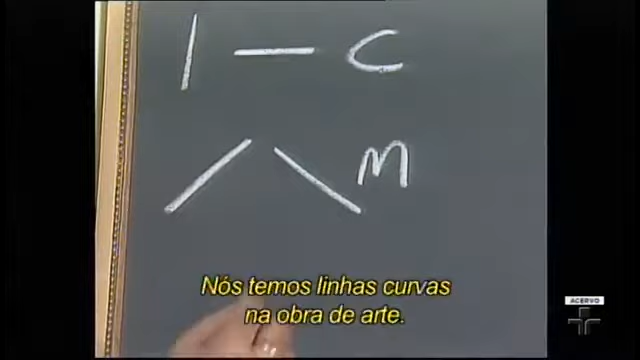 C
M
Nós temos linhas curvas
na obra de arte.
ACERVO